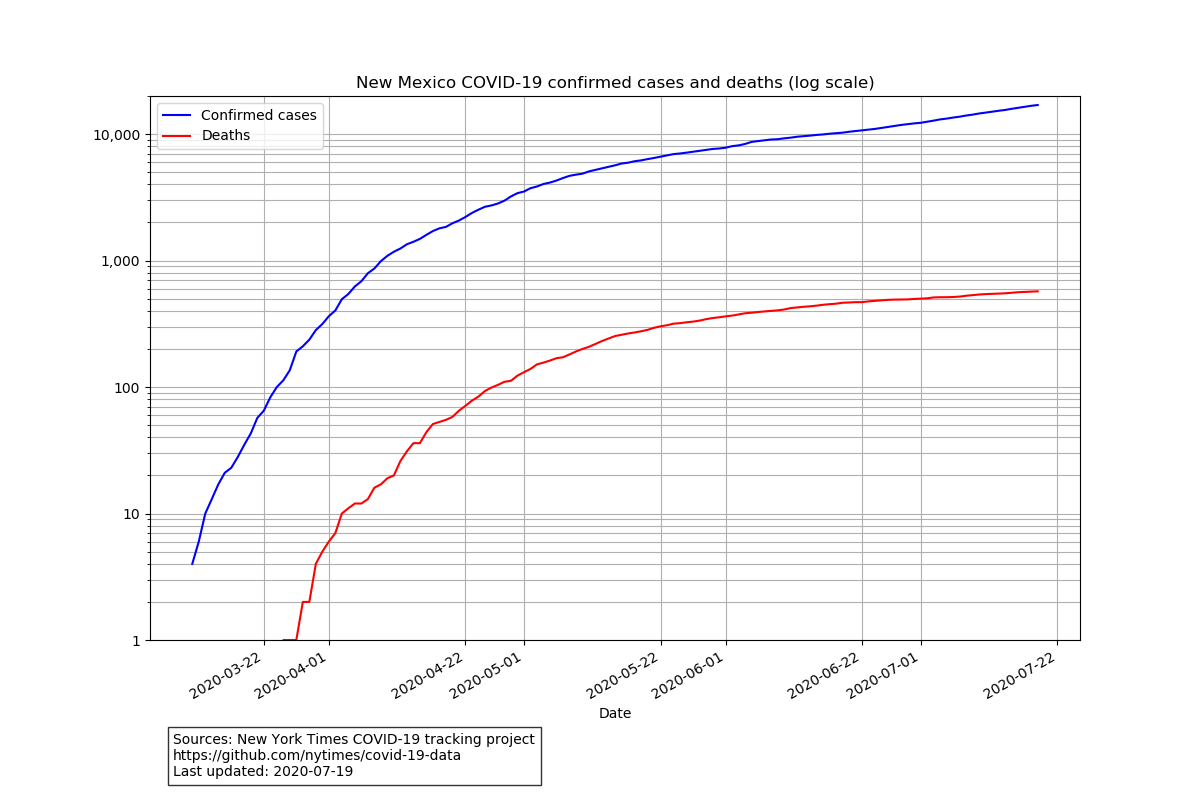 New Mexico COVID-19 confirmed cases and deaths (log scale)
Confirmed cases
Deaths
10,000
1,000
100
10
1
2020-03-22
2020-04-01
2020-04-22
2020-05-01
2020-05-22
2020-06-01
2020-06-22
2020-07-01
2020-07-22
Date
Sources: New York Times COVID-19 tracking project
https://github.com/nytimes/covid-19-data
Last updated: 2020-07-19